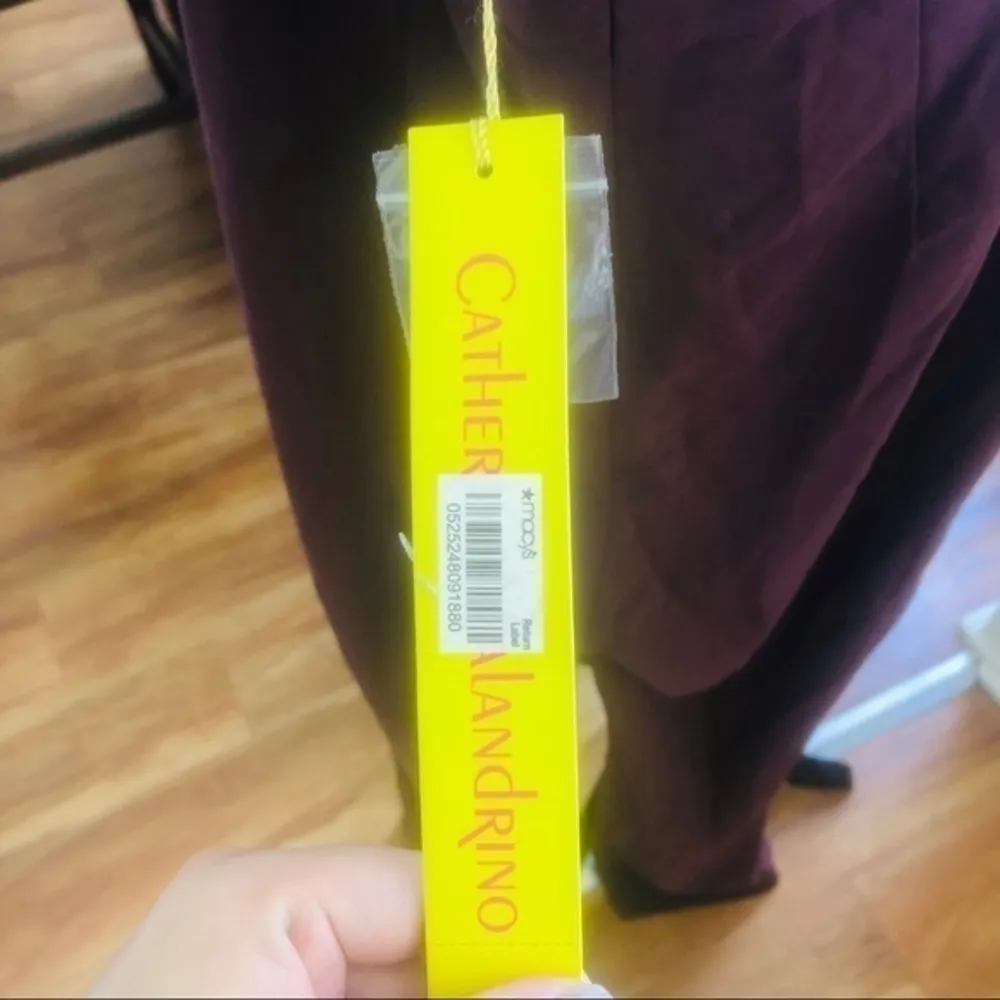 CATHER
ALANdRINO
★macy's
Return
Label
0525248091880